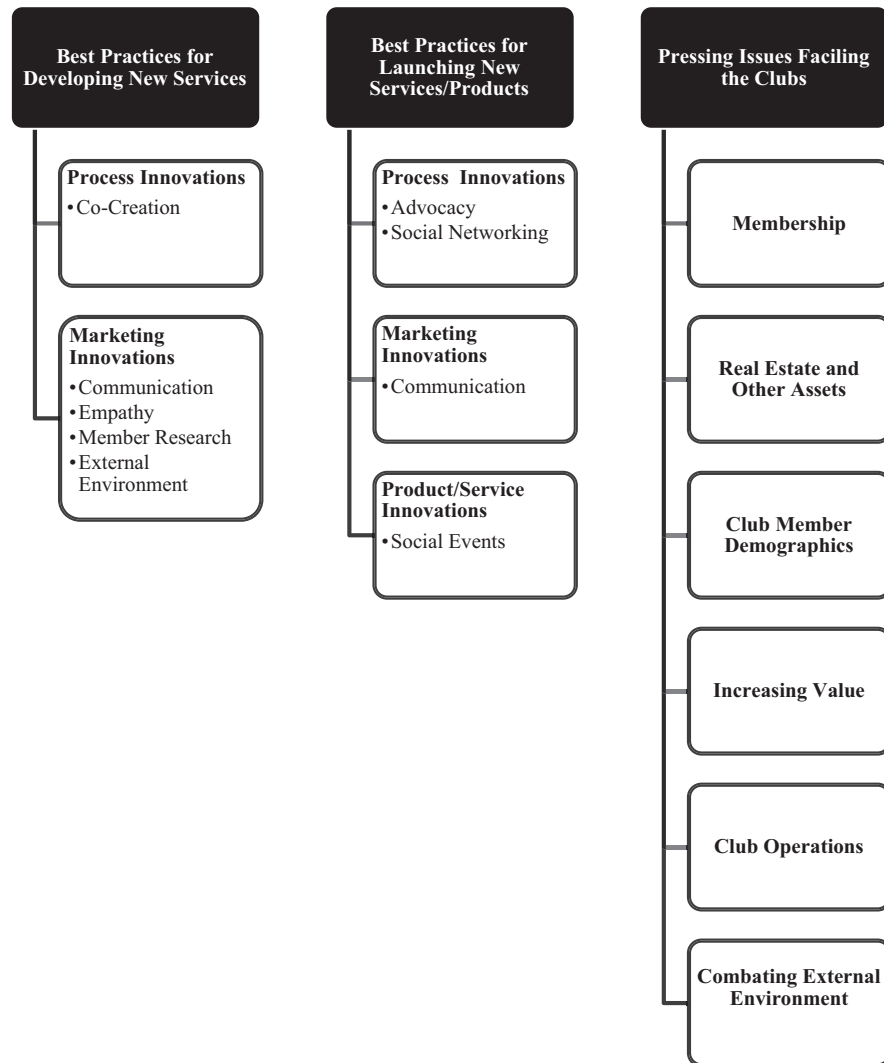 Best Practices for
Developing New Services
Process Innovations
•Co-Creation
Marketing
Innovations
•Communication
•Empathy
•Member Research
•External
Environment
Best Practices for
Launching New
Services/Products
Process Innovations
•Advocacy
•Social Networking
Marketing
Innovations
•Communication
Product/Service
Innovations
•Social Events
Pressing Issues Faciling
the Clubs
Membership
Real Estate and
Other Assets
Club Member
Demographics
Increasing Value
Club Operations
Combating External
Environment